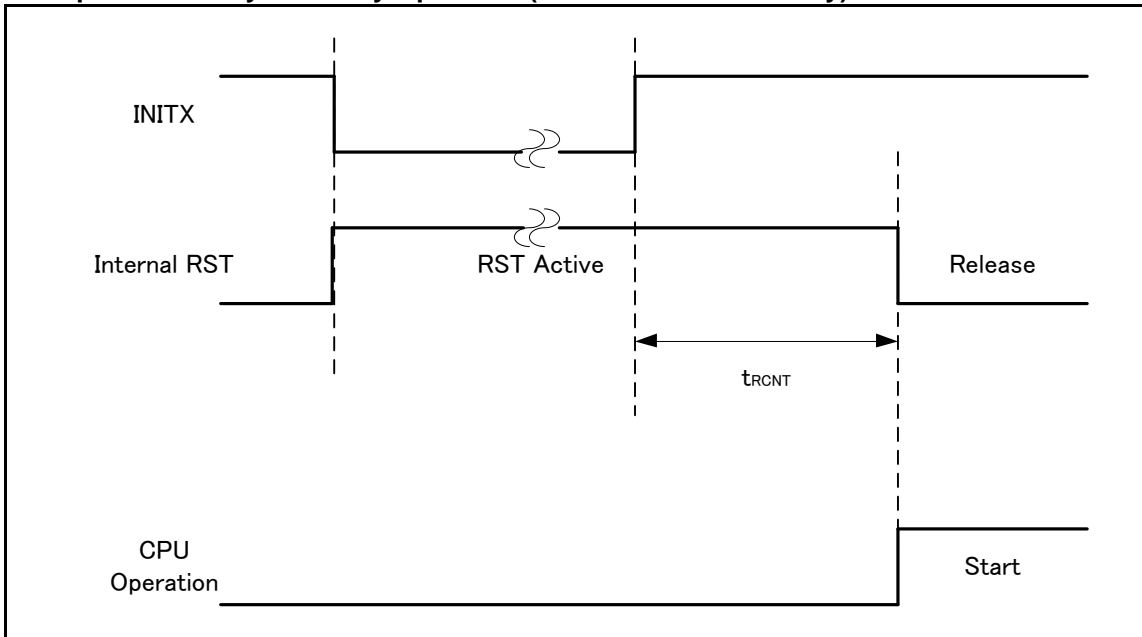 INITX
Internal RST
RST Active
Release
tRCNT
CPU
Operation
Start